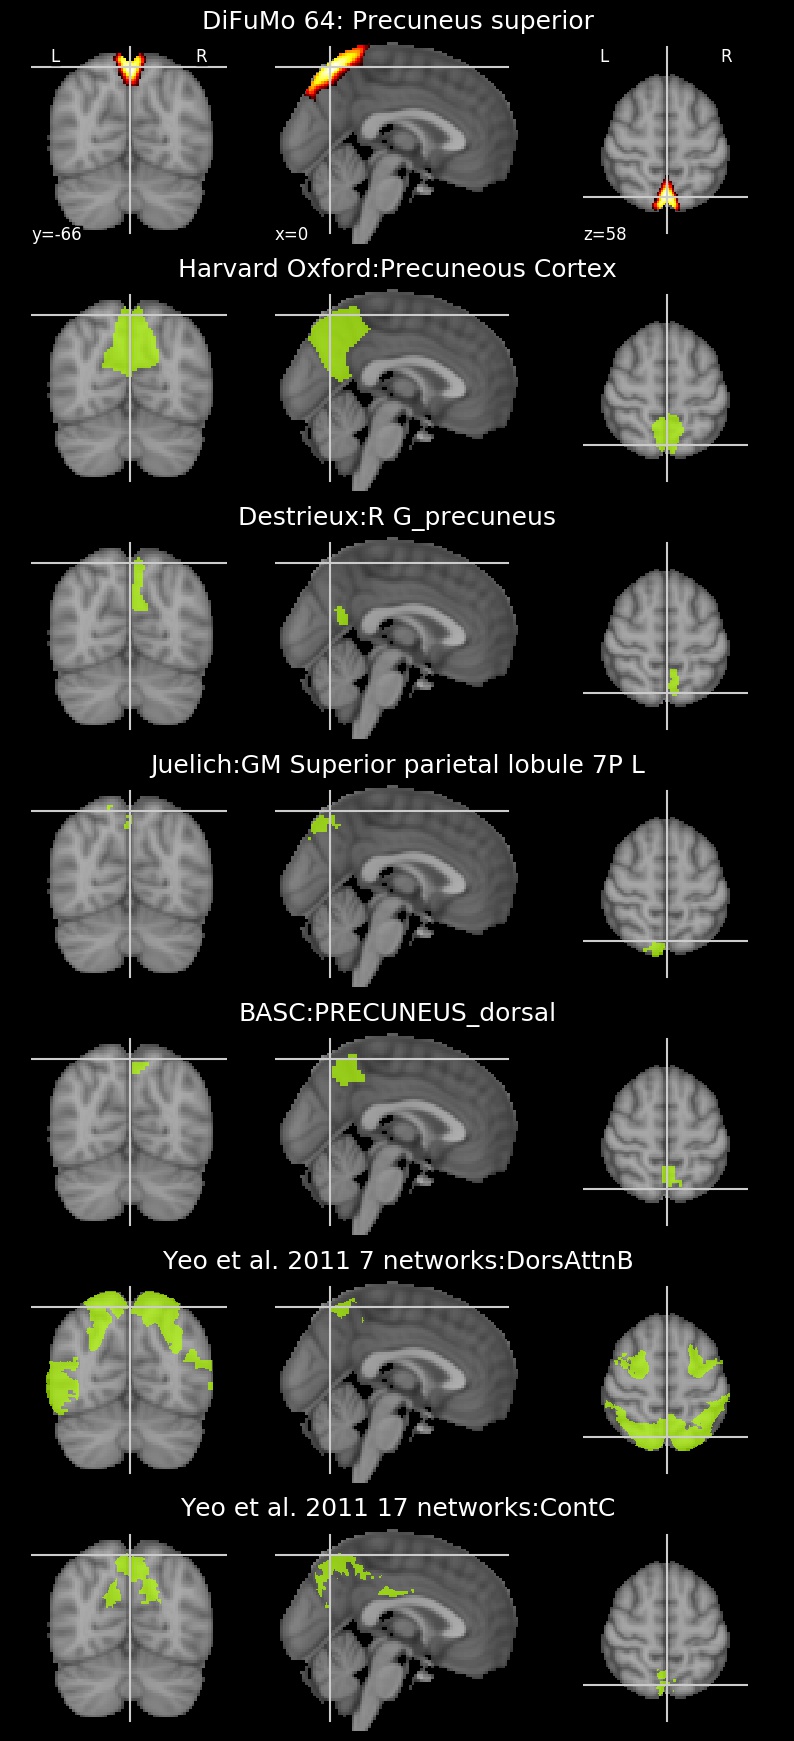 DiFuMo 64: Precuneus superior
L R L R
y=-66 x=0 z=58
Harvard Oxford:Precuneous Cortex
Destrieux:R G_precuneus
Juelich:GM Superior parietal lobule 7P L
BASC:PRECUNEUS_dorsal
Yeo et al. 2011 7 networks:DorsAttnB
Yeo et al. 2011 17 networks:ContC